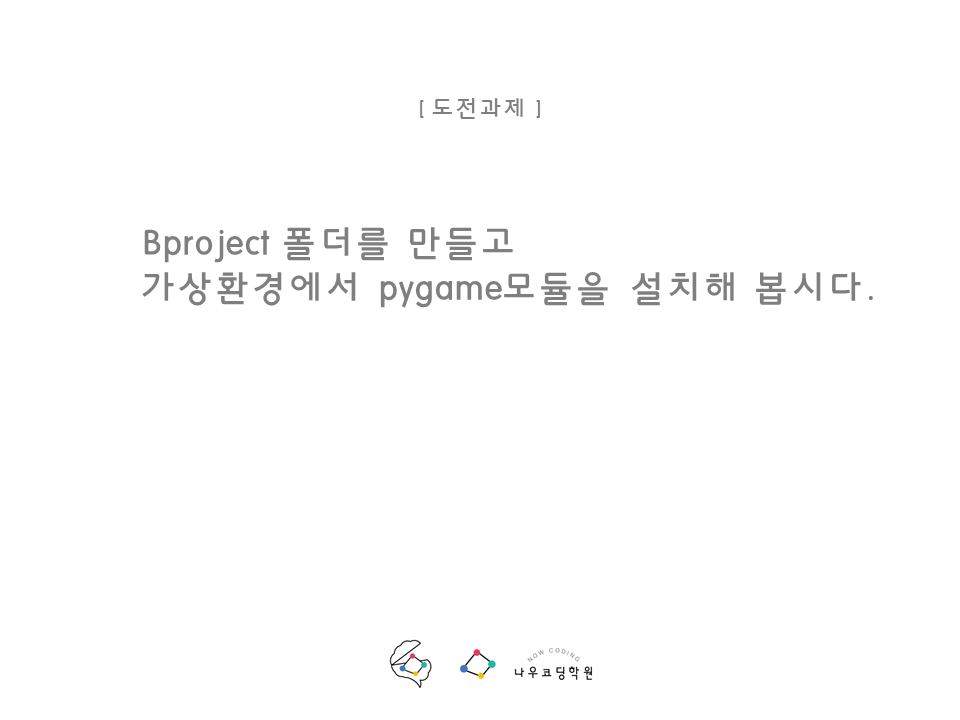 [ 도전과제 ]
Bproject 폴더를 만들고
가상환경에서 pygame모듈을 설치해 봅시다.
NOW CODING
나우코딩학원